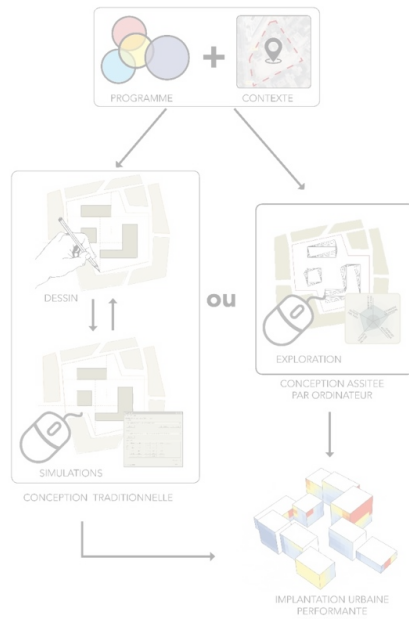 PROGRAMME
CONTEXTE
DESSIN
ou
EXPLORATION
CONCEPTION ASSITEE
PAR ORDINATEUR
SIMULATIONS
CONCEPTION TRADITIONNELLE
IMPLANTATION URBAINE
PERFORMANTE